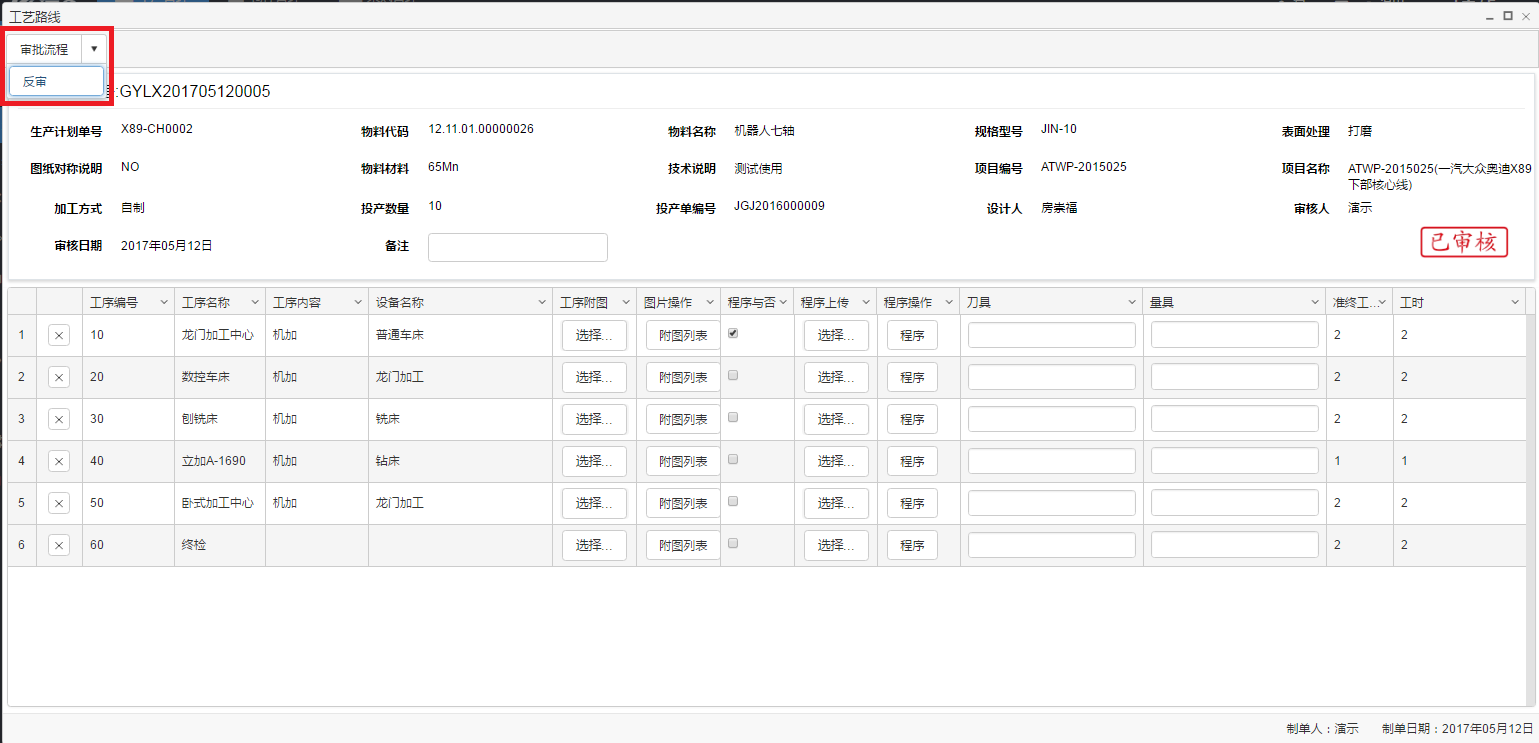 工艺路线
审批流程
反审
:GYLX201705120005
生产计划单号 X89-CH0002 物料代码 12.11.01.00000026 物料名称 机器人七轴 规格型号 JIN-10 表面处理 打磨
图纸对称说明 NO 物料材料 65Mn 技术说明 测试使用 项目编号 ATWP-2015025 项目名称 ATWP-2015025(一汽大众奥迪X89
下部核心线)
加工方式 自制 投产数量 10 投产单编号 JGJ2016000009 设计人 房崇福 审核人 演示
审核日期 2017年05月12日 备注
已审核
工序编号 工序名称 工序内容 设备名称 工序附图 图片操作 程序与否 程序上传 程序操作 刀具 量具 准终工... 工时
1 10 龙门加工中心 机加 普通车床 选择... 附图列表 选择... 程序 2 2
2 20 数控车床 机加 龙门加工 选择... 附图列表 选择... 程序 2 2
3 30 刨铣床 机加 铣床 选择... 附图列表 选择... 程序 2 2
4 40 立加A-1690 机加 钻床 选择... 附图列表 选择... 程序 1 1
5 50 卧式加工中心 机加 龙门加工 选择... 附图列表 选择... 程序 2 2
6 60 终检 选择... 附图列表 选择... 程序 2 2
制单人：演示 制单日期：2017年05月12日